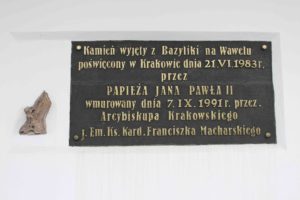 Kamień wyjęty z Bazyliki na Wawelu
poświęcony w Krakowie dnia 21.VI.1983r.
przez
PAPIEŻA JANA PAWŁA II
wmurowany dnia 7.IX.1991r. przez.
Arcybiskupa Krakowskiego
J. Em. Ks. Kard. Franciszka Macharskiego